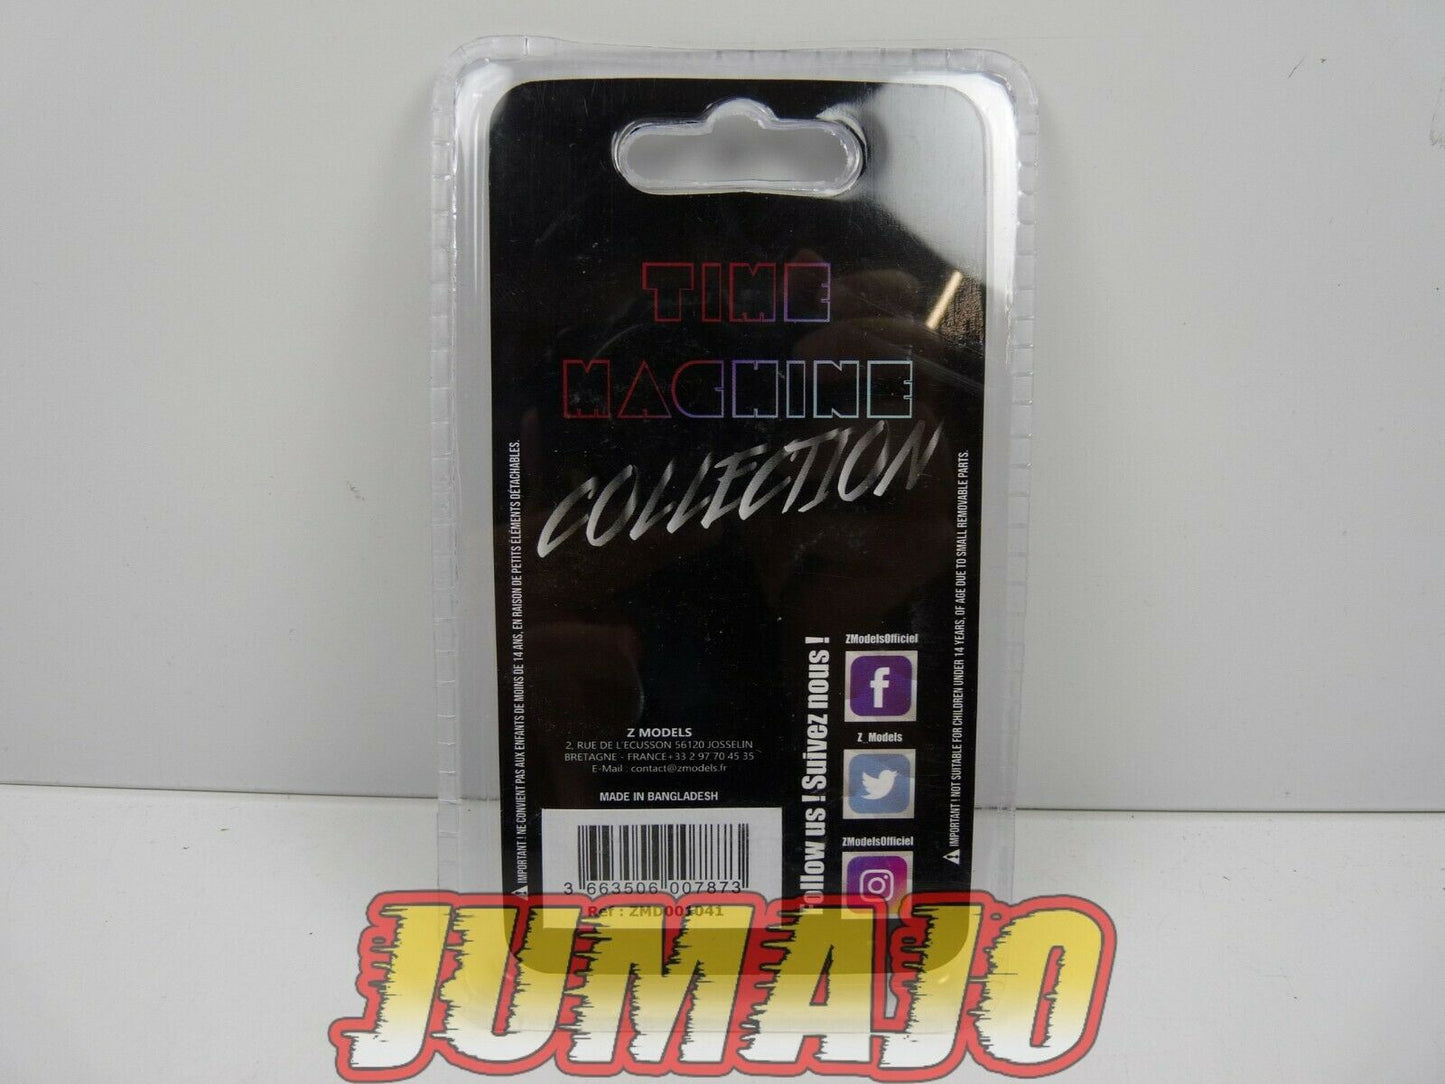 TIME
MACHINE
COLLECTION
IMPORTANT ! NE CONVIENT PAS AUX ENFANTS DE MOINS DE 14 ANS, EN RAISON DE PETITS ÉLÉMENTS DÉTACHABLES.
IMPORTANT ! NOT SUITABLE FOR CHILDREN UNDER 14 YEARS, OF AGE DUE TO SMALL REMOVABLE PARTS.
Follow us ! Suivez nous !
ZModelsOfficiel
Z_Models
ZModelsOfficiel
Z MODELS
2, RUE DE L'ECUSSON 56120 JOSSELIN
BRETAGNE - FRANCE+33 2 97 70 45 35
E-Mail : contact@zmodels.fr
MADE IN BANGLADESH
3 663506 007873
Ref : ZMD001041
JUMAJO